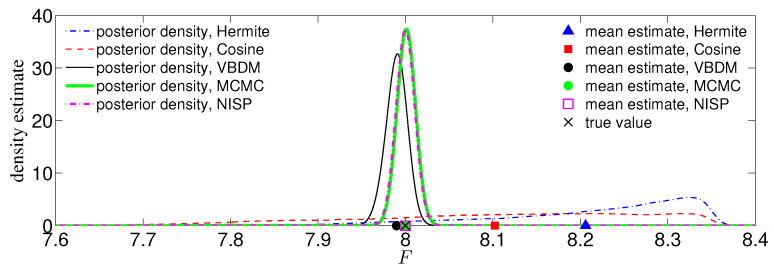 40
30
20
10
0
density estimate
posterior density, Hermite
posterior density, Cosine
posterior density, VBDM
posterior density, MCMC
posterior density, NISP
mean estimate, Hermite
mean estimate, Cosine
mean estimate, VBDM
mean estimate, MCMC
mean estimate, NISP
true value
7.6 7.7 7.8 7.9 8 8.1 8.2 8.3 8.4
F